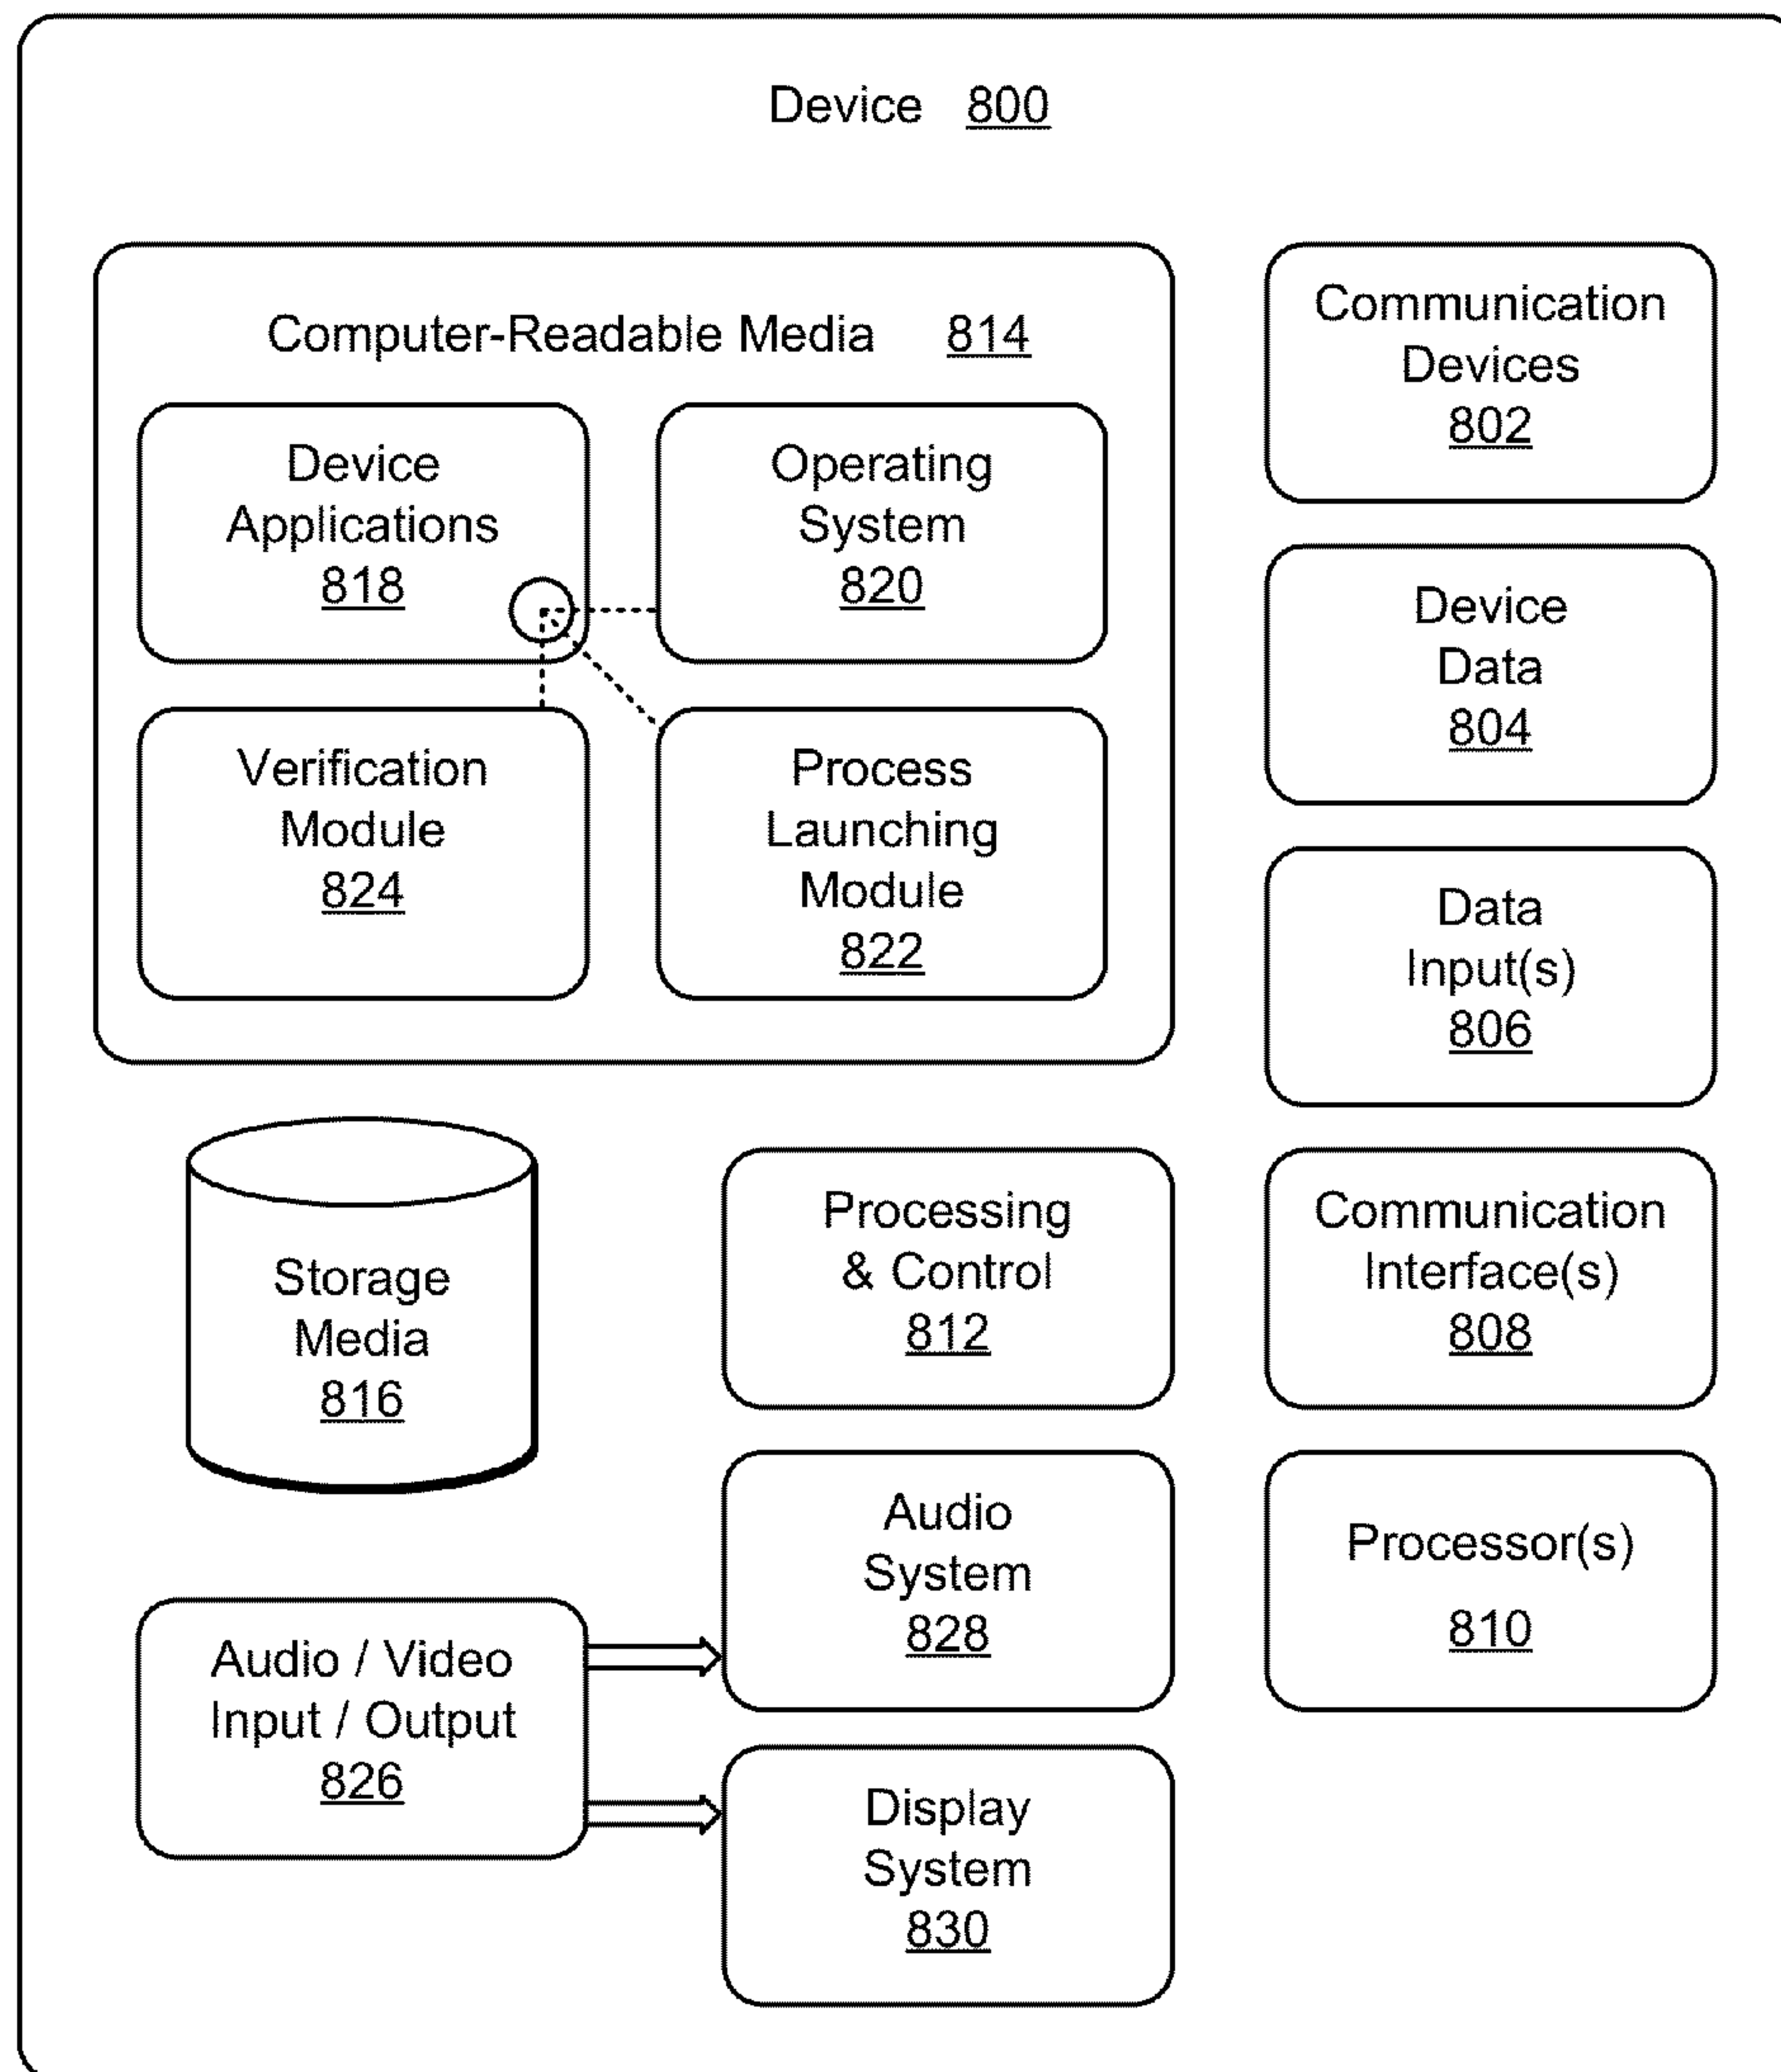 Device 800
Computer-Readable Media 814
Device
Applications
818
Operating
System
820
Verification
Module
824
Process
Launching
Module
822
Communication
Devices
802
Device
Data
804
Data
Input(s)
806
Storage
Media
816
Processing
& Control
812
Communication
Interface(s)
808
Audio
System
828
Processor(s)
810
Audio / Video
Input / Output
826
Display
System
830